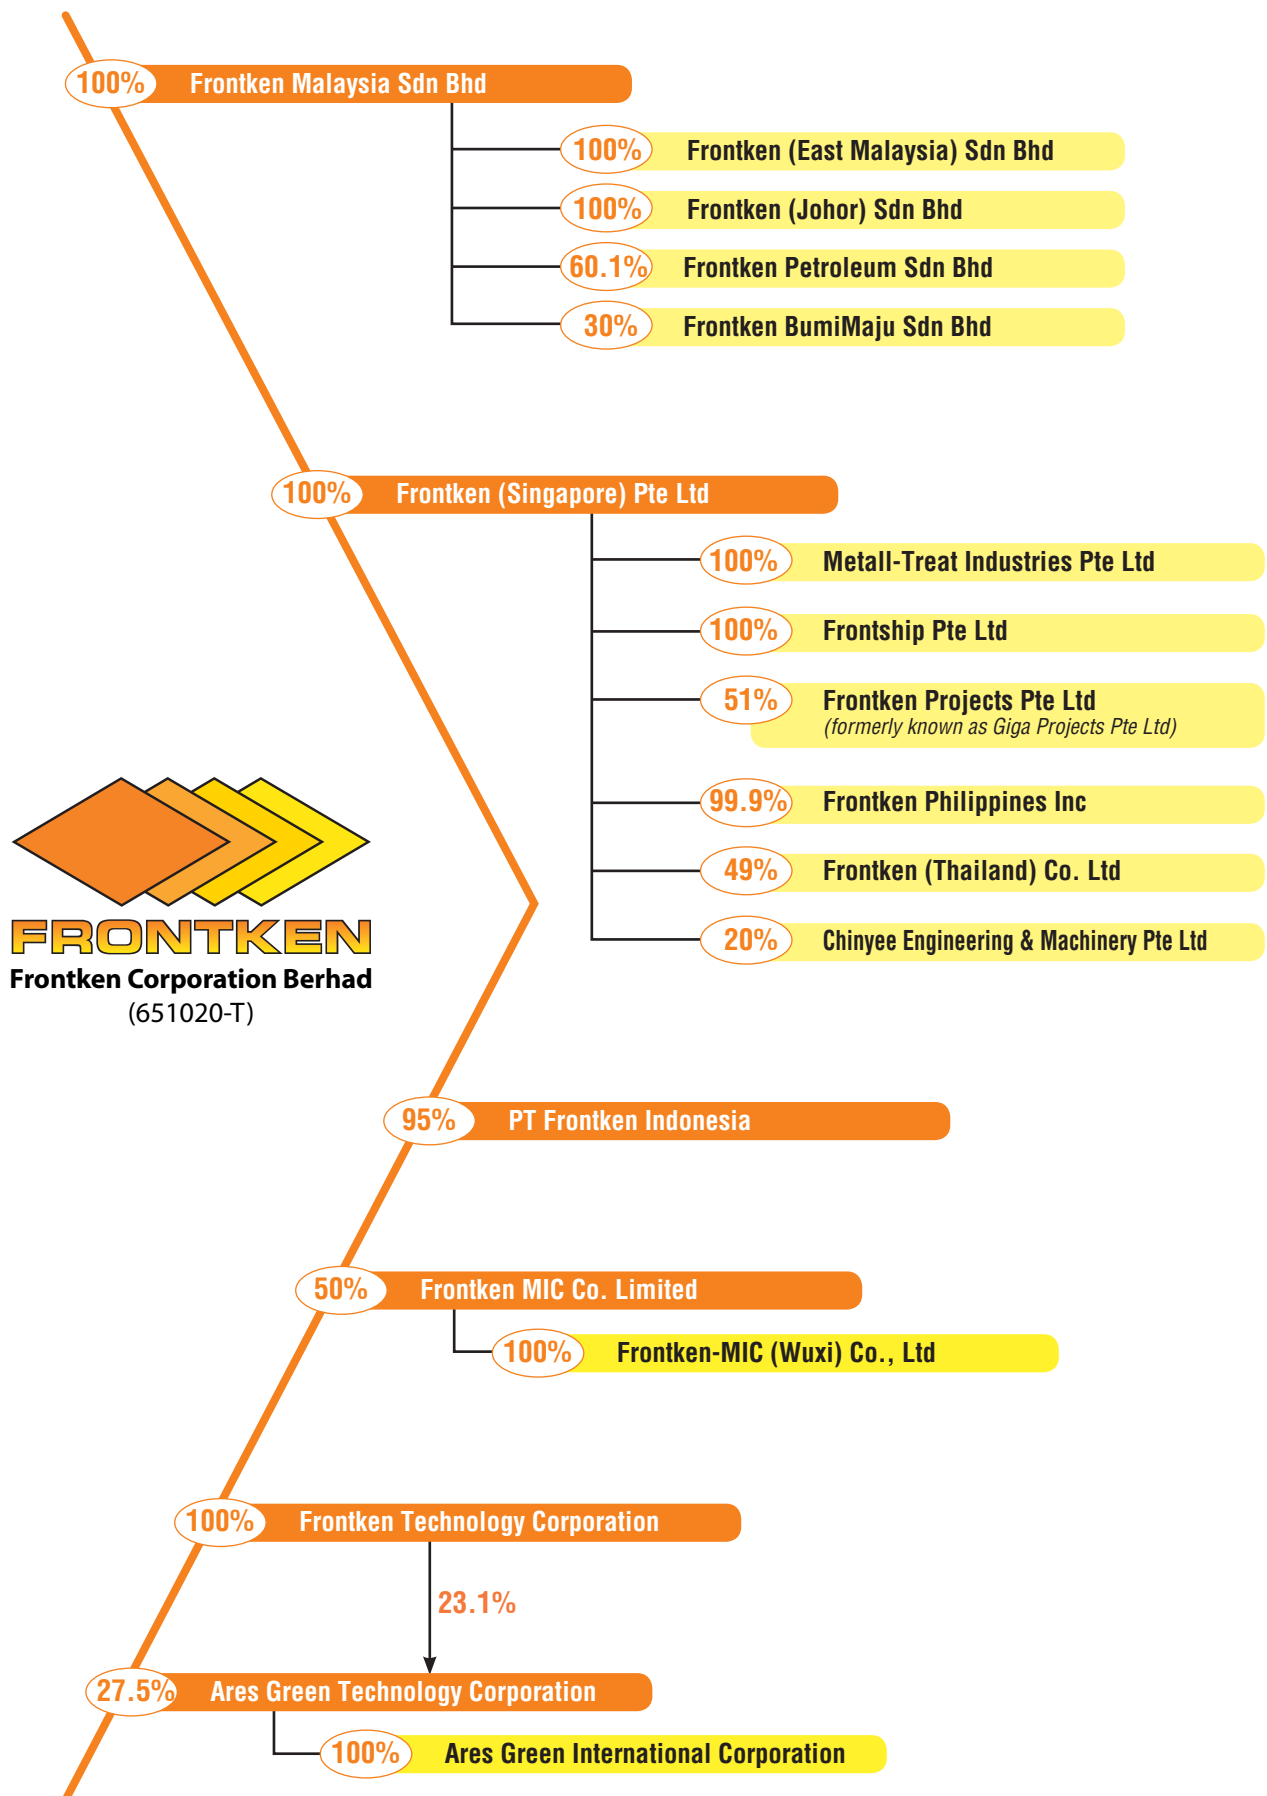 100% Frontken Malaysia Sdn Bhd
100% Frontken (East Malaysia) Sdn Bhd
100% Frontken (Johor) Sdn Bhd
60.1% Frontken Petroleum Sdn Bhd
30% Frontken BumiMaju Sdn Bhd
100% Frontken (Singapore) Pte Ltd
100% Metall-Treat Industries Pte Ltd
100% Frontship Pte Ltd
51% Frontken Projects Pte Ltd
(formerly known as Giga Projects Pte Ltd)
99.9% Frontken Philippines Inc
49% Frontken (Thailand) Co. Ltd
20% Chinyee Engineering & Machinery Pte Ltd
FRONTKEN
Frontken Corporation Berhad
(651020-T)
95% PT Frontken Indonesia
50% Frontken MIC Co. Limited
100% Frontken-MIC (Wuxi) Co., Ltd
100% Frontken Technology Corporation
23.1%
27.5% Ares Green Technology Corporation
100% Ares Green International Corporation